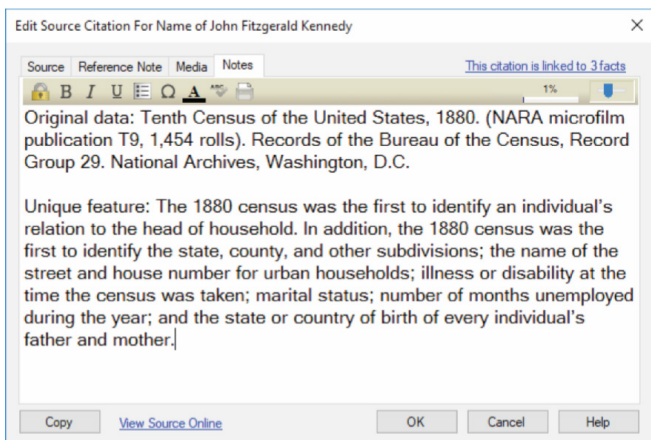 Edit Source Citation For Name of John Fitzgerald Kennedy
Source Reference Note Media Notes This citation is linked to 3 facts
B I U Ω A ABC 1%
Original data: Tenth Census of the United States, 1880. (NARA microfilm
publication T9, 1,454 rolls). Records of the Bureau of the Census, Record
Group 29. National Archives, Washington, D.C.
Unique feature: The 1880 census was the first to identify an individual's
relation to the head of household. In addition, the 1880 census was the
first to identify the state, county, and other subdivisions; the name of the
street and house number for urban households; illness or disability at the
time the census was taken; marital status; number of months unemployed
during the year; and the state or country of birth of every individual's
father and mother.
Copy View Source Online OK Cancel Help